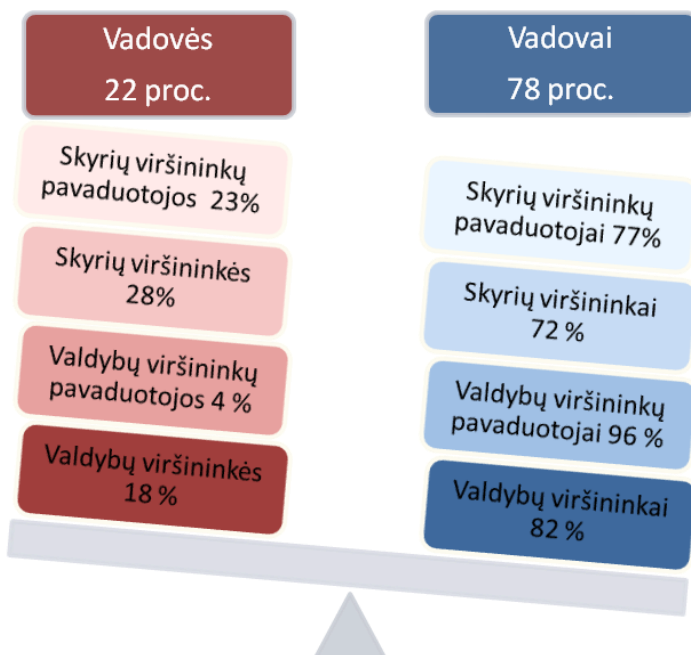 Vadovės
22 proc.
Skyrių viršininkų
pavaduotojos 23%
Skyrių viršininkės
28%
Valdybų viršininkų
pavaduotojos 4 %
Valdybų viršininkės
18 %
Vadovai
78 proc.
Skyrių viršininkų
pavaduotojai 77%
Skyrių viršininkai
72 %
Valdybų viršininkų
pavaduotojai 96 %
Valdybų viršininkai
82 %